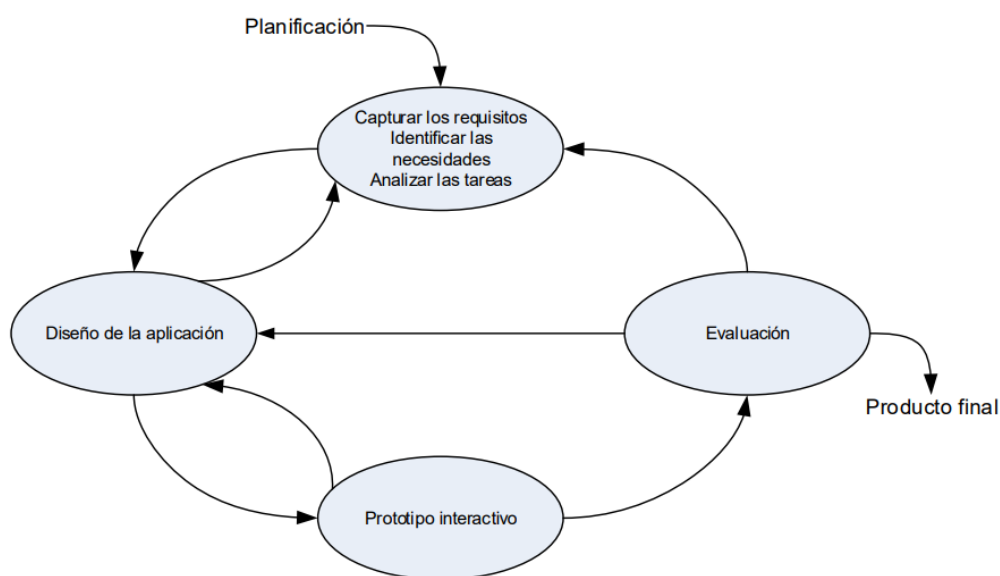 Planificación
Capturar los requisitos
Identificar las
necesidades
Analizar las tareas
Diseño de la aplicación
Evaluación
Producto final
Prototipo interactivo